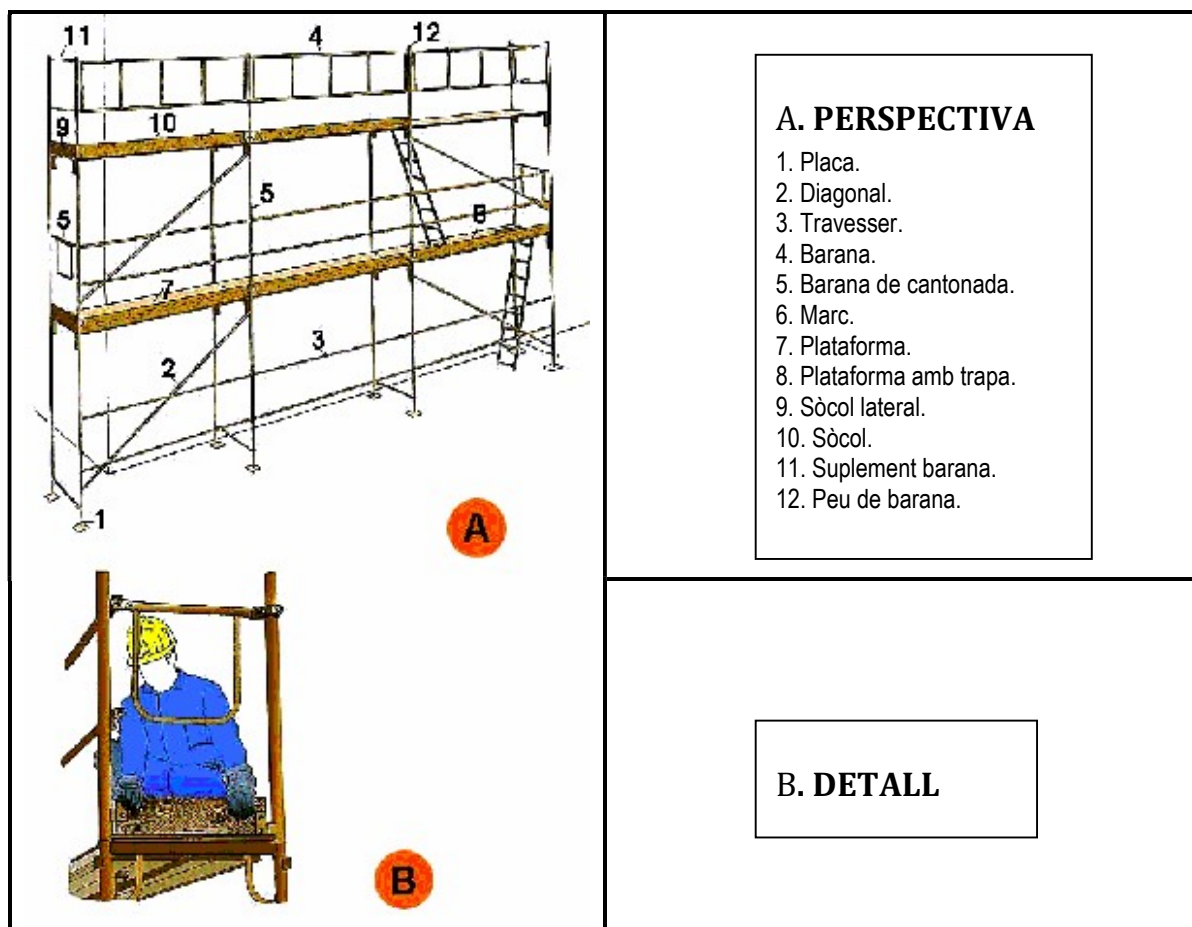 11
4
12
9
10
5
5
8
7
3
2
1
A
A. PERSPECTIVA
1. Placa.
2. Diagonal.
3. Travesser.
4. Barana.
5. Barana de cantonada.
6. Marc.
7. Plataforma.
8. Plataforma amb trapa.
9. Sòcol lateral.
10. Sòcol.
11. Suplement barana.
12. Peu de barana.
B
B. DETALL